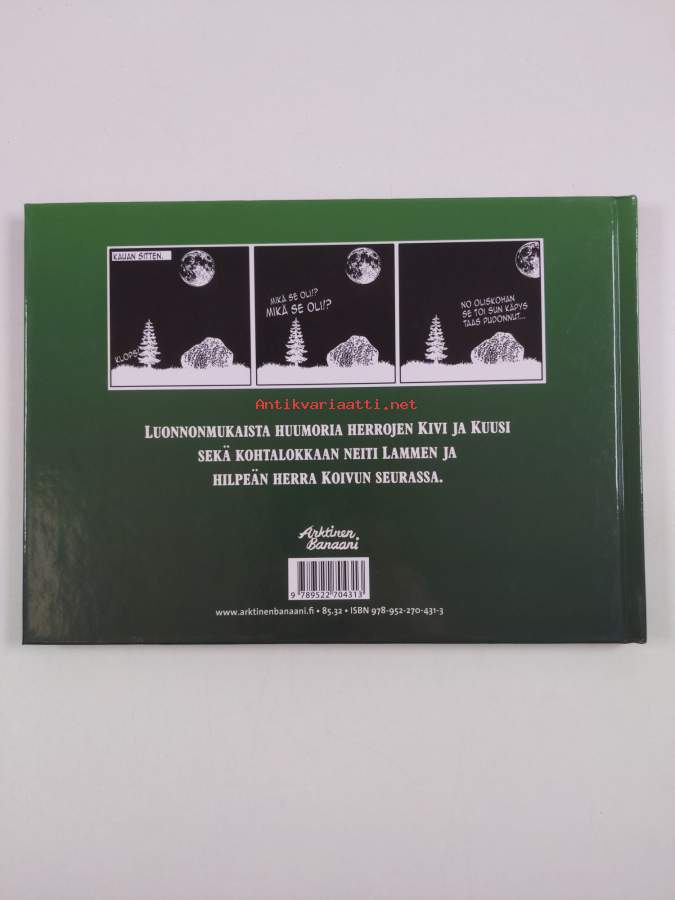 KAUAN SITTEN.
KLOPS!
MIKÄ SE OLI!?
MIKÄ SE OLI!?
NO OLISKOHAN
SE TOI SUN KÄPYS
TAAS PUDONNUT...
Antikvariaatti.net
LUONNONMUKAISTA HUUMORIA HERROJEN KIVI JA KUUSI
SEKÄ KOHTALOKKAAN NEITI LAMMEN JA
HILPEÄN HERRA KOIVUN SEURASSA.
Arktinen
Banaani
9 789522 704313
www.arktinenbanaani.fi • 85.32 • ISBN 978-952-270-431-3